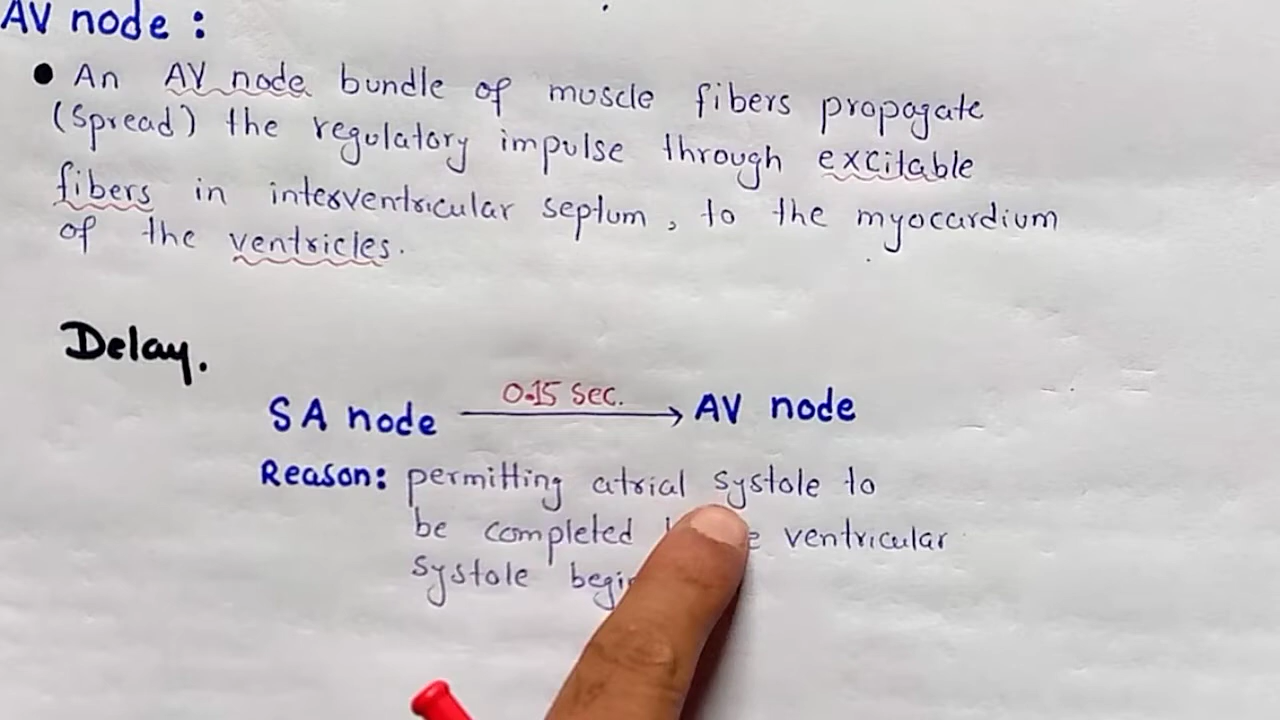 AV node :
● An AV node bundle of muscle fibers propagate
(Spread) the regulatory impulse through excitable
fibers in interventricular septum, to the myocardium
of the ventricles.
Delay.
0.15 Sec.
SA node → AV node
Reason: permitting atrial systole to
be completed ventricular
systole